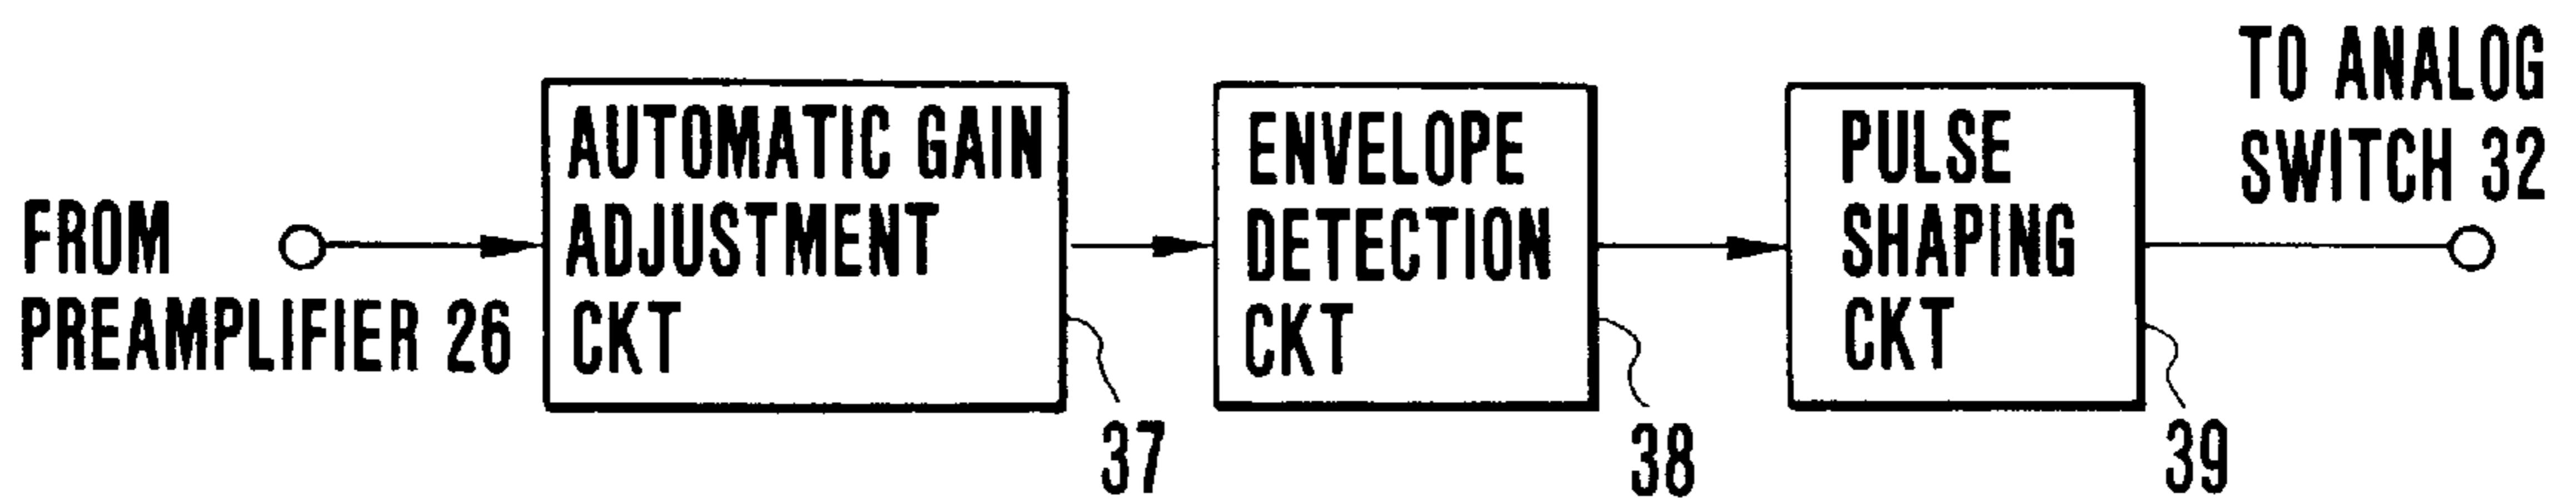 FROM
PREAMPLIFIER 26
AUTOMATIC GAIN
ADJUSTMENT
CKT
37
ENVELOPE
DETECTION
CKT
38
PULSE
SHAPING
CKT
39
TO ANALOG
SWITCH 32